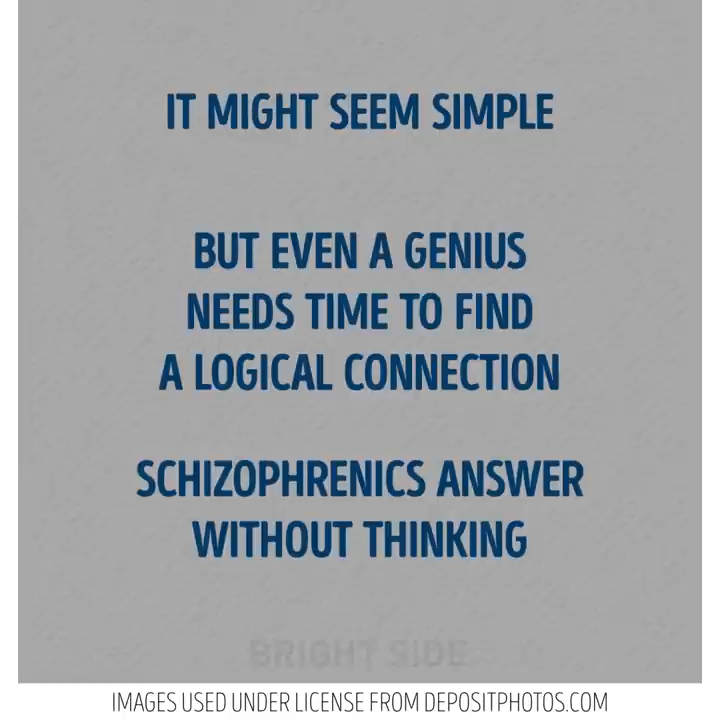 IT MIGHT SEEM SIMPLE
BUT EVEN A GENIUS
NEEDS TIME TO FIND
A LOGICAL CONNECTION
SCHIZOPHRENICS ANSWER
WITHOUT THINKING
BRIGHT SIDE
IMAGES USED UNDER LICENSE FROM DEPOSITPHOTOS.COM